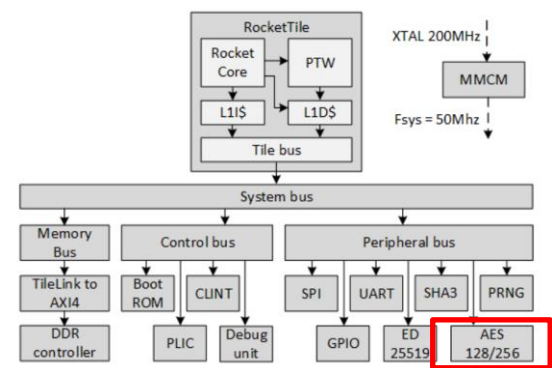 RocketTile
Rocket
Core
PTW
L1I$
L1D$
Tile bus
XTAL 200MHz
MMCM
Fsys = 50Mhz
System bus
Memory
Bus
Control bus
Peripheral bus
TileLink to
AXI4
Boot
ROM
CLINT
SPI
UART
SHA3
PRNG
DDR
controller
PLIC
Debug
unit
GPIO
ED
25519
AES
128/256